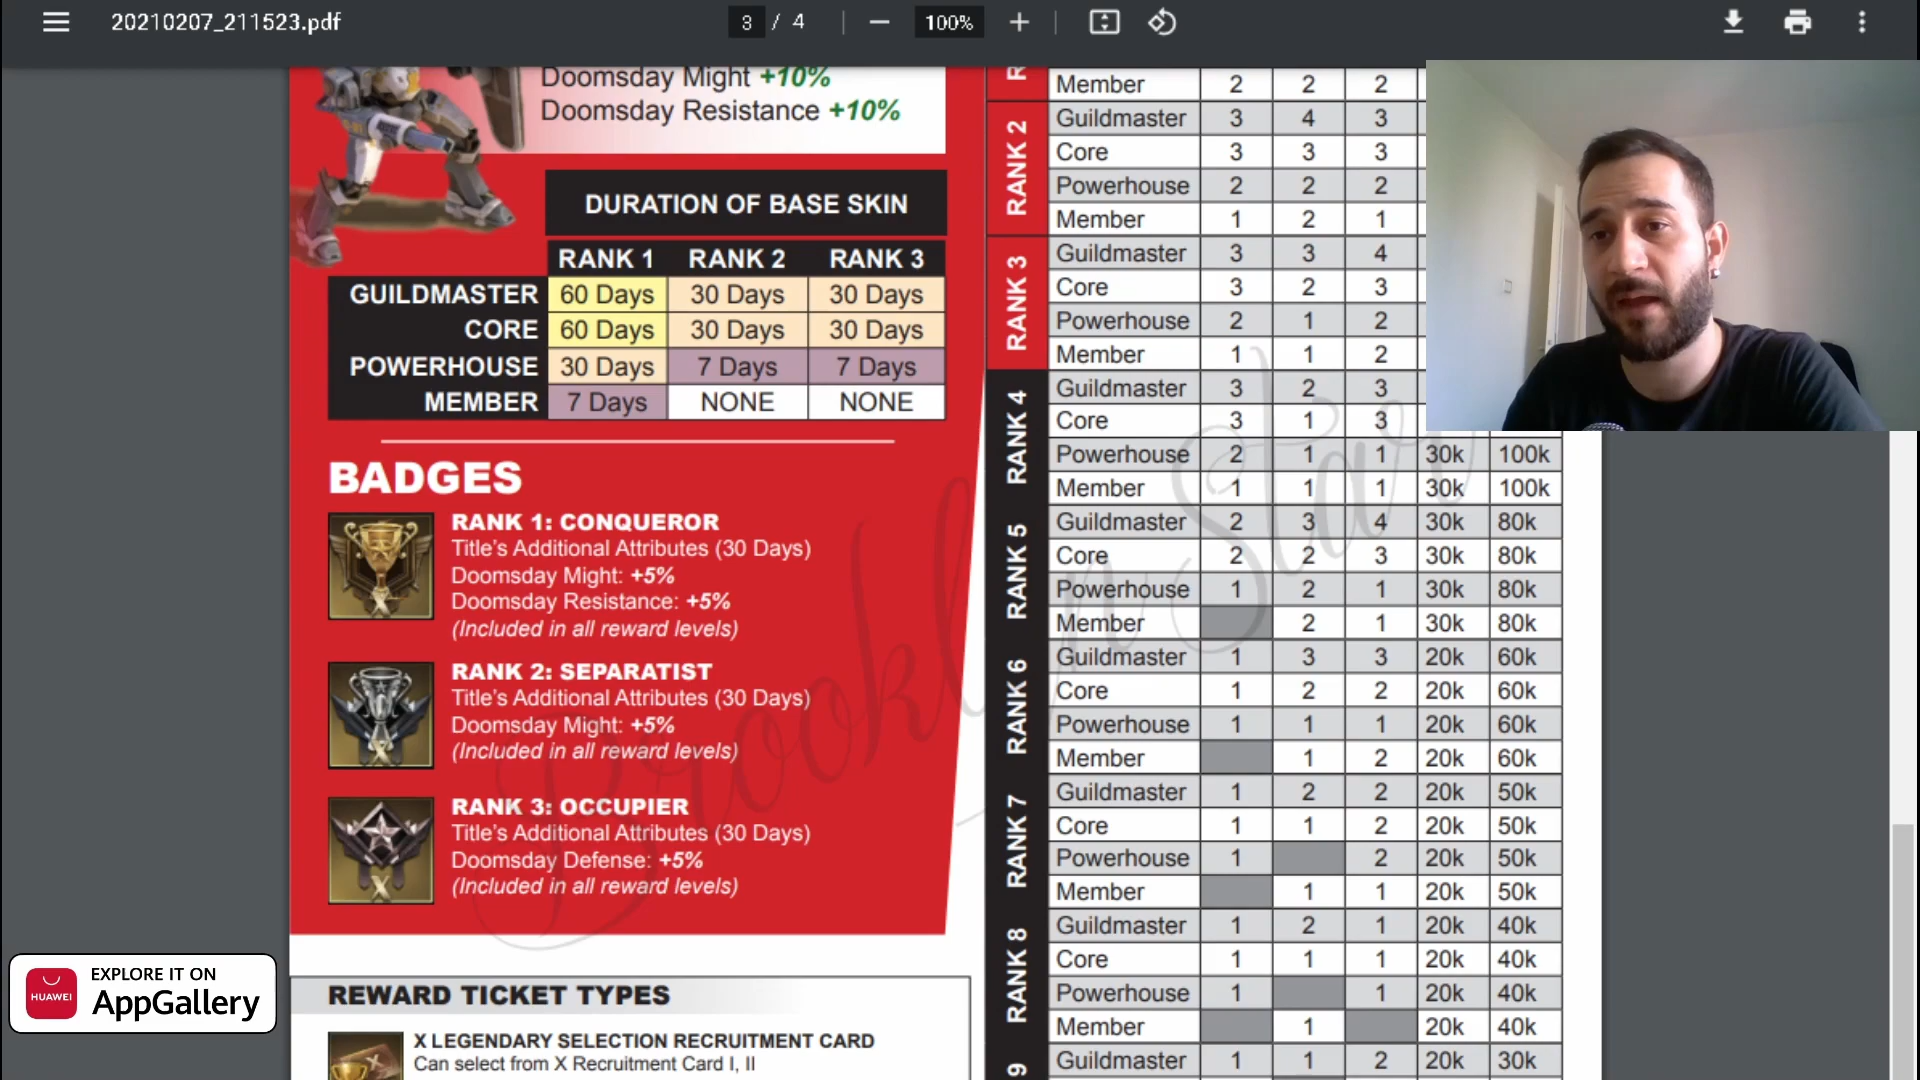 20210207_211523.pdf
3 / 4
100%
Doomsday Might +10%
Doomsday Resistance +10%
DURATION OF BASE SKIN
RANK 1 RANK 2 RANK 3
GUILDMASTER 60 Days 30 Days 30 Days
CORE 60 Days 30 Days 30 Days
POWERHOUSE 30 Days 7 Days 7 Days
MEMBER 7 Days NONE NONE
BADGES
RANK 1: CONQUEROR
Title's Additional Attributes (30 Days)
Doomsday Might: +5%
Doomsday Resistance: +5%
(Included in all reward levels)
RANK 2: SEPARATIST
Title's Additional Attributes (30 Days)
Doomsday Might: +5%
(Included in all reward levels)
RANK 3: OCCUPIER
Title's Additional Attributes (30 Days)
Doomsday Defense: +5%
(Included in all reward levels)
REWARD TICKET TYPES
X LEGENDARY SELECTION RECRUITMENT CARD
Can select from X Recruitment Card I, II
R
Member 2 2 2
RANK 2
Guildmaster 3 4 3
Core 3 3 3
Powerhouse 2 2 2
Member 1 2 1
RANK 3
Guildmaster 3 3 4
Core 3 2 3
Powerhouse 2 1 2
Member 1 1 2
RANK 4
Guildmaster 3 2 3
Core 3 1 3
Powerhouse 2 1 1 30k 100k
Member 1 1 1 30k 100k
RANK 5
Guildmaster 2 3 4 30k 80k
Core 2 2 3 30k 80k
Powerhouse 1 2 1 30k 80k
Member 2 1 30k 80k
RANK 6
Guildmaster 1 3 3 20k 60k
Core 1 2 2 20k 60k
Powerhouse 1 1 1 20k 60k
Member 1 2 20k 60k
RANK 7
Guildmaster 1 2 2 20k 50k
Core 1 1 2 20k 50k
Powerhouse 1 2 20k 50k
Member 1 1 20k 50k
RANK 8
Guildmaster 1 2 1 20k 40k
Core 1 1 1 20k 40k
Powerhouse 1 1 20k 40k
Member 1 20k 40k
9
Guildmaster 1 1 2 20k 30k
Brooklyn Star
HUAWEI
EXPLORE IT ON
AppGallery